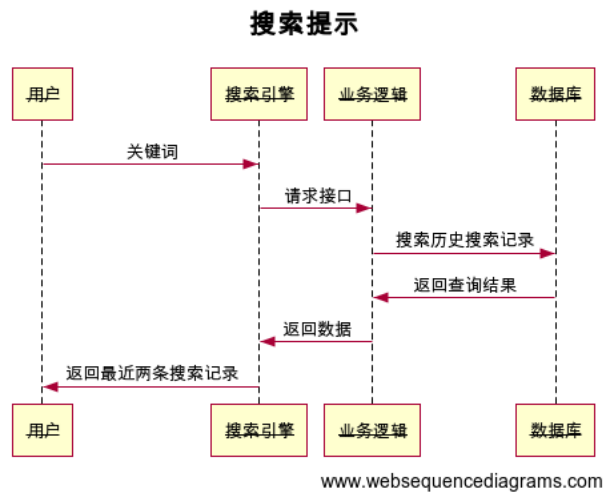 搜索提示
用户 搜索引擎 业务逻辑 数据库
关键词
请求接口
搜索历史搜索记录
返回查询结果
返回数据
返回最近两条搜索记录
用户 搜索引擎 业务逻辑 数据库
www.websequencediagrams.com